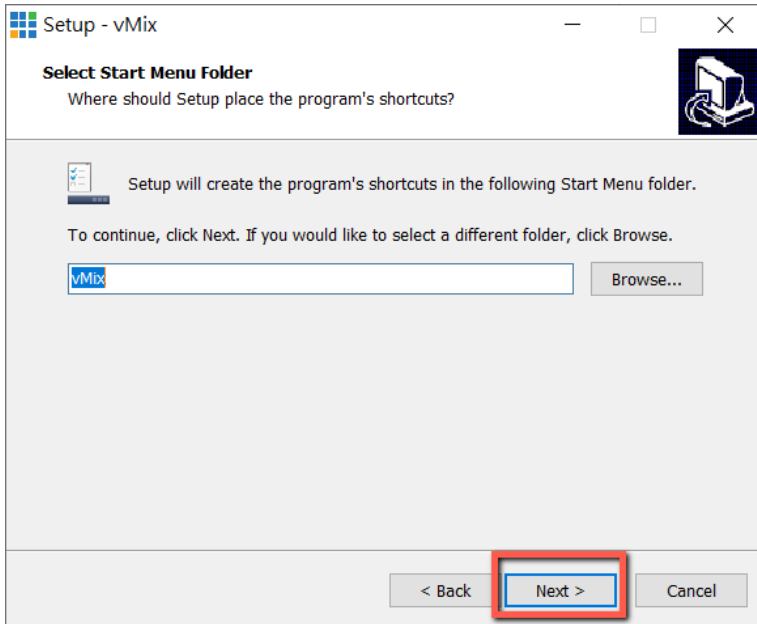 Setup - vMix
Select Start Menu Folder
Where should Setup place the program's shortcuts?
Setup will create the program's shortcuts in the following Start Menu folder.
To continue, click Next. If you would like to select a different folder, click Browse.
vMix
Browse...
< Back
Next >
Cancel